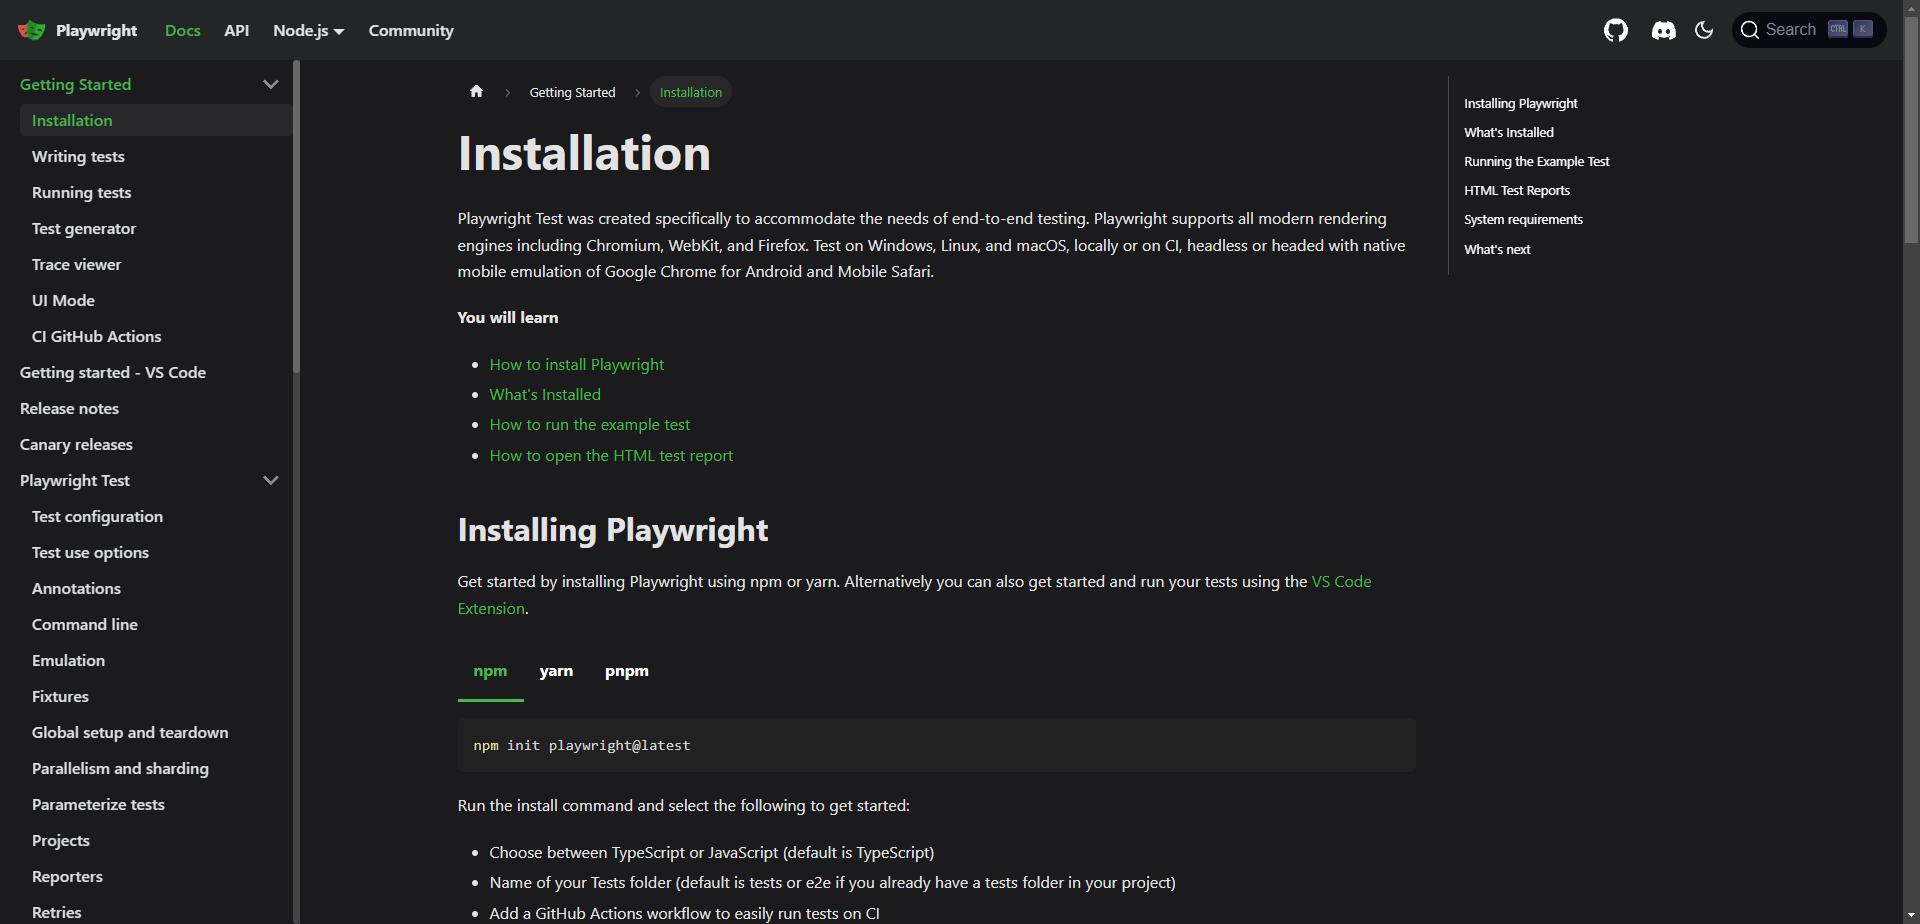 Playwright
Docs
API
Node.js
Community
Search
CTRL
K
Getting Started
Installation
Writing tests
Running tests
Test generator
Trace viewer
UI Mode
CI GitHub Actions
Getting started - VS Code
Release notes
Canary releases
Playwright Test
Test configuration
Test use options
Annotations
Command line
Emulation
Fixtures
Global setup and teardown
Parallelism and sharding
Parameterize tests
Projects
Reporters
Retries
Getting Started
Installation
Installation
Playwright Test was created specifically to accommodate the needs of end-to-end testing. Playwright supports all modern rendering
engines including Chromium, WebKit, and Firefox. Test on Windows, Linux, and macOS, locally or on CI, headless or headed with native
mobile emulation of Google Chrome for Android and Mobile Safari.
You will learn
How to install Playwright
What's Installed
How to run the example test
How to open the HTML test report
Installing Playwright
Get started by installing Playwright using npm or yarn. Alternatively you can also get started and run your tests using the VS Code
Extension.
npm
yarn
pnpm
npm init playwright@latest
Run the install command and select the following to get started:
Choose between TypeScript or JavaScript (default is TypeScript)
Name of your Tests folder (default is tests or e2e if you already have a tests folder in your project)
Add a GitHub Actions workflow to easily run tests on CI
Installing Playwright
What's Installed
Running the Example Test
HTML Test Reports
System requirements
What's next